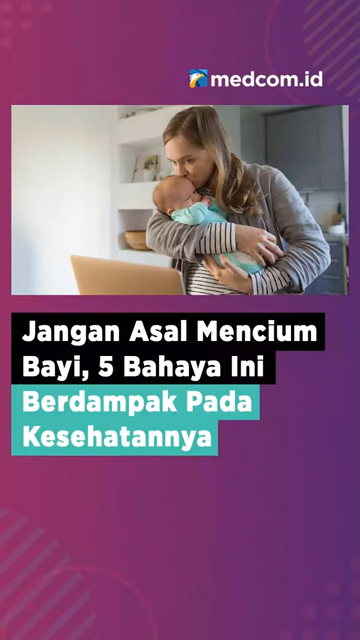 medcom.id
Jangan Asal Mencium
Bayi, 5 Bahaya Ini
Berdampak Pada
Kesehatannya